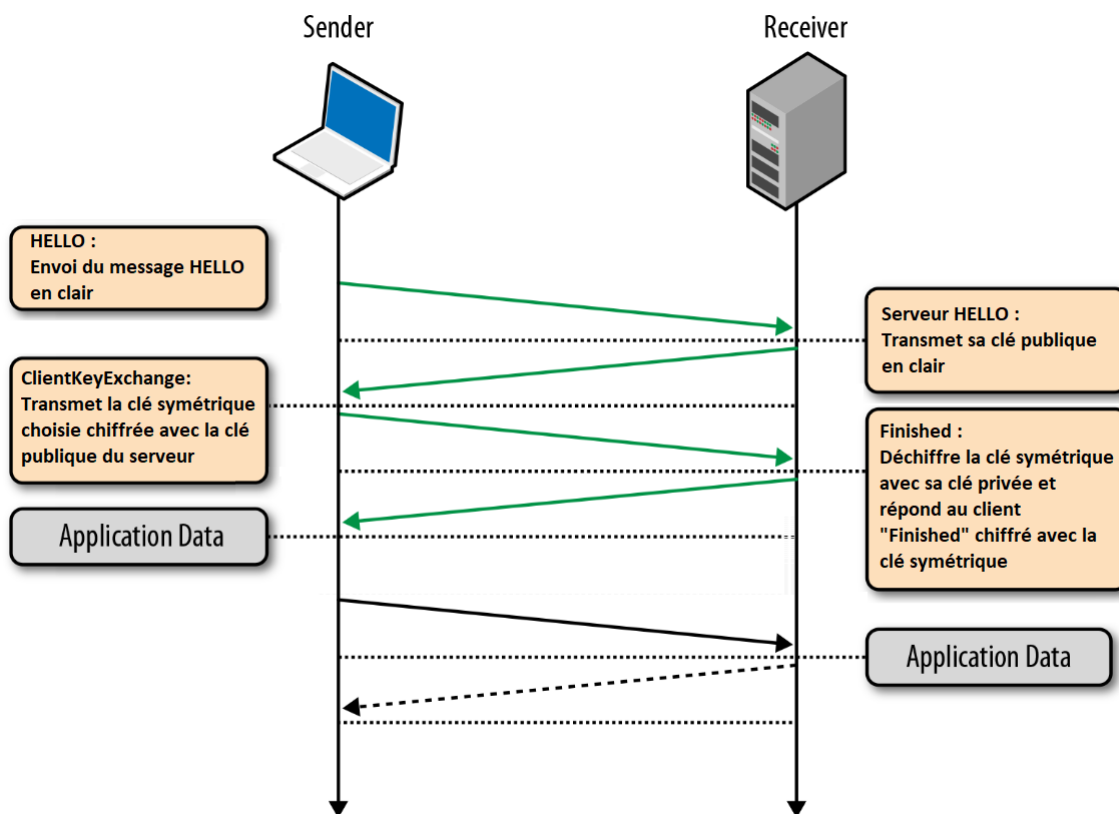 Sender
Receiver
HELLO :
Envoi du message HELLO
en clair
Serveur HELLO :
Transmet sa clé publique
en clair
ClientKeyExchange:
Transmet la clé symétrique
choisie chiffrée avec la clé
publique du serveur
Finished :
Déchiffre la clé symétrique
avec sa clé privée et
répond au client
"Finished" chiffré avec la
clé symétrique
Application Data
Application Data